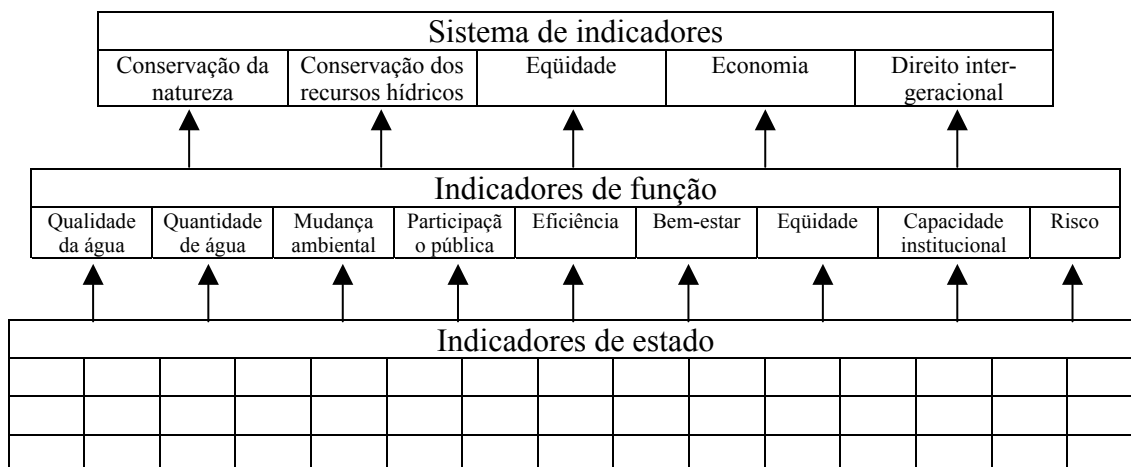 Sistema de indicadores
Conservação da natureza
Conservação dos recursos hídricos
Eqüidade
Economia
Direito inter-geracional
Indicadores de função
Qualidade da água
Quantidade de água
Mudança ambiental
Participaçã o pública
Eficiência
Bem-estar
Eqüidade
Capacidade institucional
Risco
Indicadores de estado